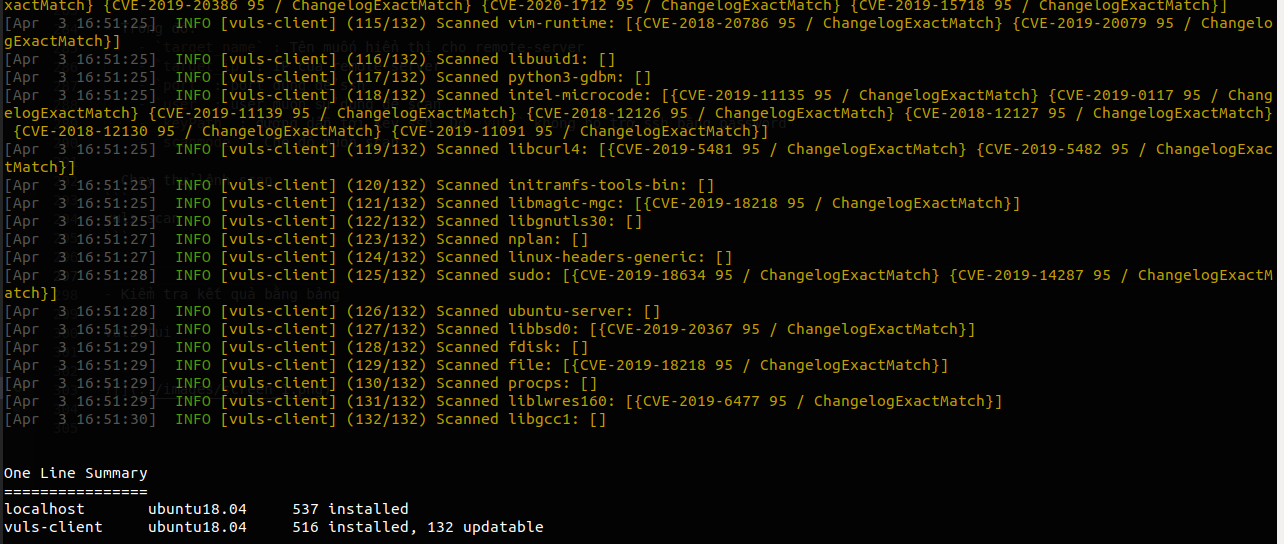 xactMatch} {CVE-2019-20386 95 / ChangelogExactMatch} {CVE-2020-1712 95 / ChangelogExactMatch} {CVE-2019-15718 95 / ChangelogExactMatch}]
[Apr  3 16:51:25]  INFO [vuls-client] (115/132) Scanned vim-runtime: [{CVE-2018-20786 95 / ChangelogExactMatch} {CVE-2019-20079 95 / Changelo
gExactMatch}]
[Apr  3 16:51:25]  INFO [vuls-client] (116/132) Scanned libuuid1: []
[Apr  3 16:51:25]  INFO [vuls-client] (117/132) Scanned python3-gdbm: []
[Apr  3 16:51:25]  INFO [vuls-client] (118/132) Scanned intel-microcode: [{CVE-2019-11135 95 / ChangelogExactMatch} {CVE-2019-0117 95 / Chang
elogExactMatch} {CVE-2019-11139 95 / ChangelogExactMatch} {CVE-2018-12126 95 / ChangelogExactMatch} {CVE-2018-12127 95 / ChangelogExactMatch}
 {CVE-2018-12130 95 / ChangelogExactMatch} {CVE-2019-11091 95 / ChangelogExactMatch}]
[Apr  3 16:51:25]  INFO [vuls-client] (119/132) Scanned libcurl4: [{CVE-2019-5481 95 / ChangelogExactMatch} {CVE-2019-5482 95 / ChangelogExac
tMatch}]
[Apr  3 16:51:25]  INFO [vuls-client] (120/132) Scanned initramfs-tools-bin: []
[Apr  3 16:51:25]  INFO [vuls-client] (121/132) Scanned libmagic-mgc: [{CVE-2019-18218 95 / ChangelogExactMatch}]
[Apr  3 16:51:25]  INFO [vuls-client] (122/132) Scanned libgnutls30: []
[Apr  3 16:51:27]  INFO [vuls-client] (123/132) Scanned nplan: []
[Apr  3 16:51:27]  INFO [vuls-client] (124/132) Scanned linux-headers-generic: []
[Apr  3 16:51:28]  INFO [vuls-client] (125/132) Scanned sudo: [{CVE-2019-18634 95 / ChangelogExactMatch} {CVE-2019-14287 95 / ChangelogExactM
atch}]
[Apr  3 16:51:28]  INFO [vuls-client] (126/132) Scanned ubuntu-server: []
[Apr  3 16:51:29]  INFO [vuls-client] (127/132) Scanned libbsd0: [{CVE-2019-20367 95 / ChangelogExactMatch}]
[Apr  3 16:51:29]  INFO [vuls-client] (128/132) Scanned fdisk: []
[Apr  3 16:51:29]  INFO [vuls-client] (129/132) Scanned file: [{CVE-2019-18218 95 / ChangelogExactMatch}]
[Apr  3 16:51:29]  INFO [vuls-client] (130/132) Scanned procps: []
[Apr  3 16:51:29]  INFO [vuls-client] (131/132) Scanned liblwres160: [{CVE-2019-6477 95 / ChangelogExactMatch}]
[Apr  3 16:51:30]  INFO [vuls-client] (132/132) Scanned libgcc1: []
One Line Summary
================
localhost       ubuntu18.04     537 installed
vuls-client     ubuntu18.04     516 installed, 132 updatable